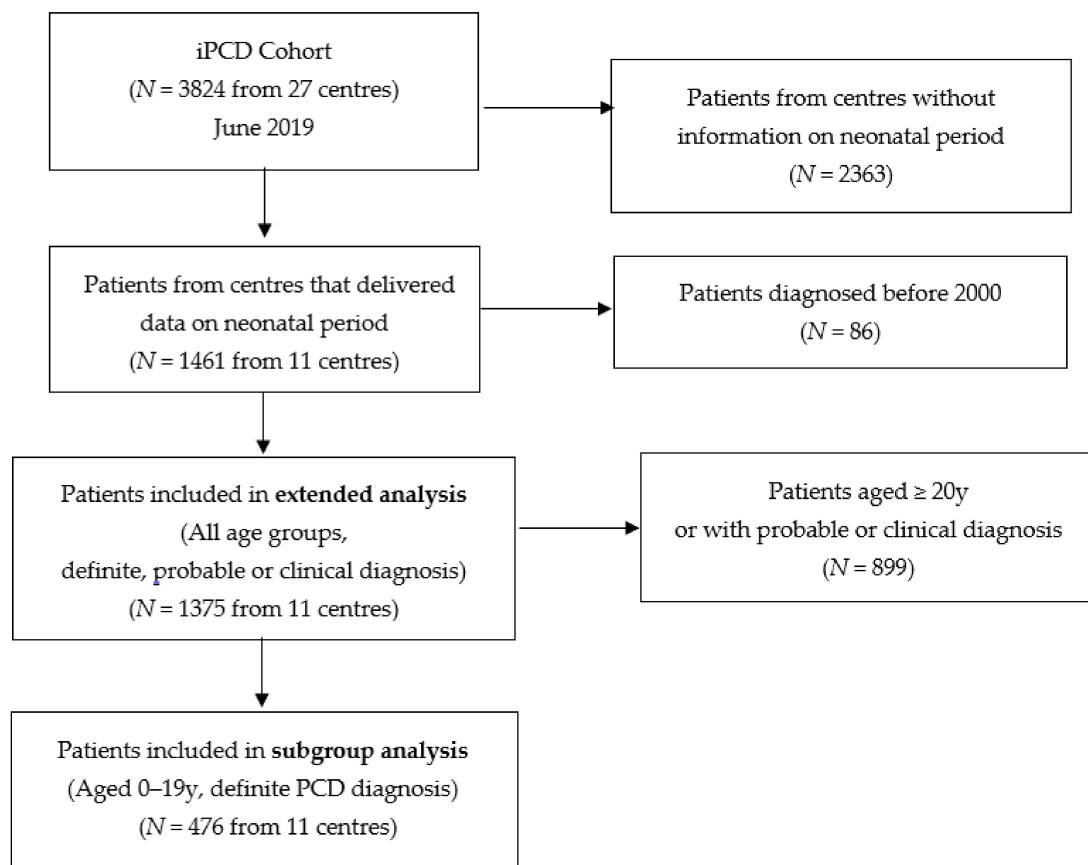 iPCD Cohort
(N = 3824 from 27 centres)
June 2019
Patients from centres without
information on neonatal period
(N = 2363)
Patients from centres that delivered
data on neonatal period
(N = 1461 from 11 centres)
Patients diagnosed before 2000
(N = 86)
Patients included in extended analysis
(All age groups,
definite, probable or clinical diagnosis)
(N = 1375 from 11 centres)
Patients aged ≥ 20y
or with probable or clinical diagnosis
(N = 899)
Patients included in subgroup analysis
(Aged 0–19y, definite PCD diagnosis)
(N = 476 from 11 centres)